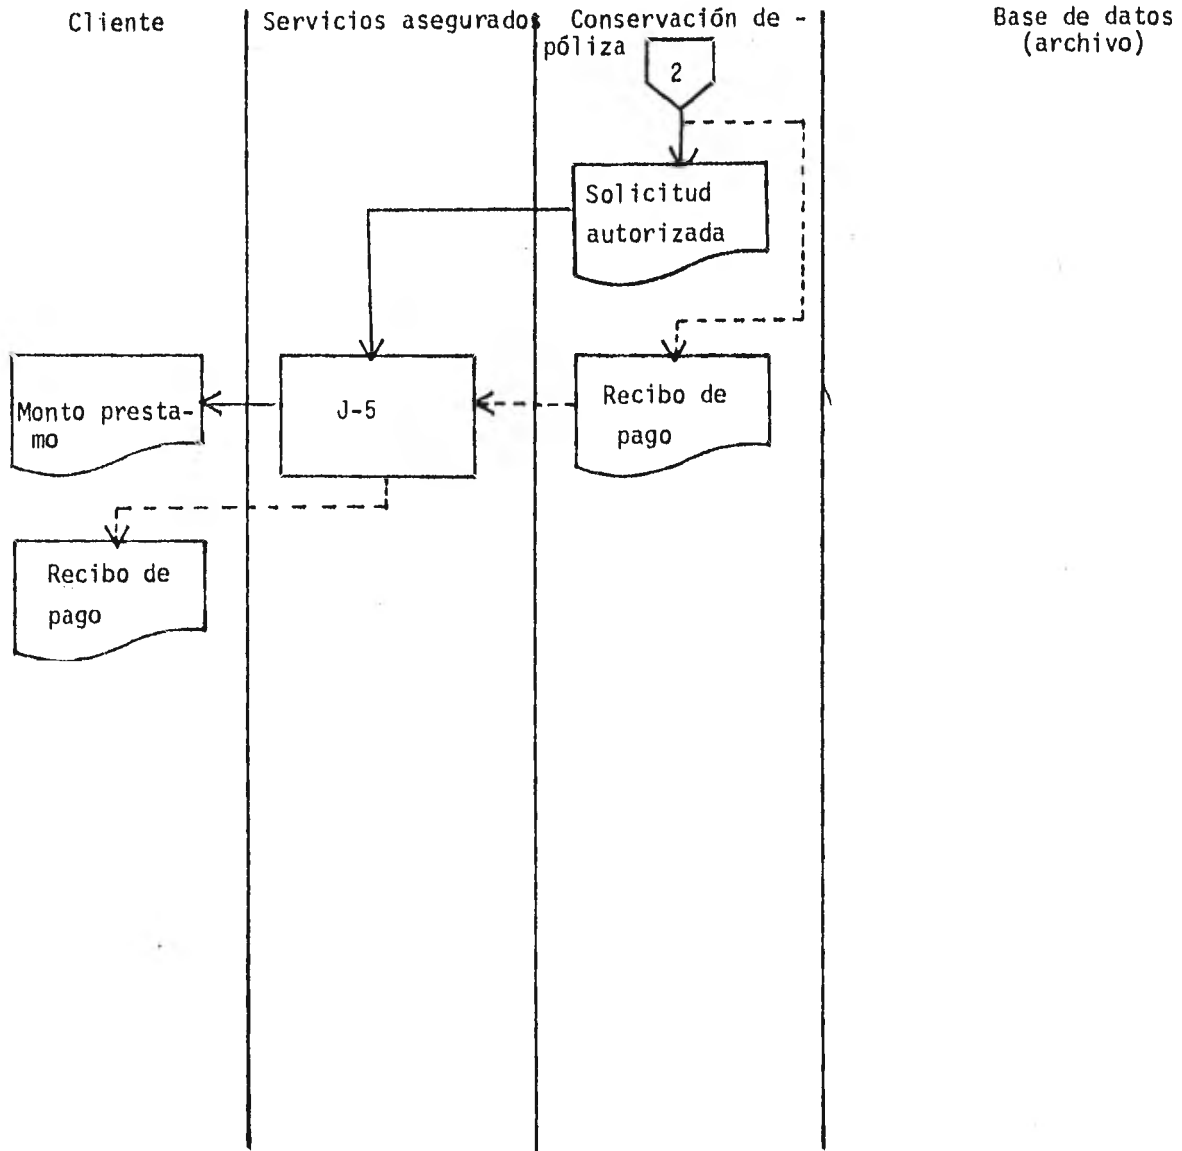 Cliente
Servicios asegurados
Conservación de -
póliza
Base de datos
(archivo)
2
Solicitud
autorizada
Monto presta-
mo
J-5
Recibo de
pago
Recibo de
pago